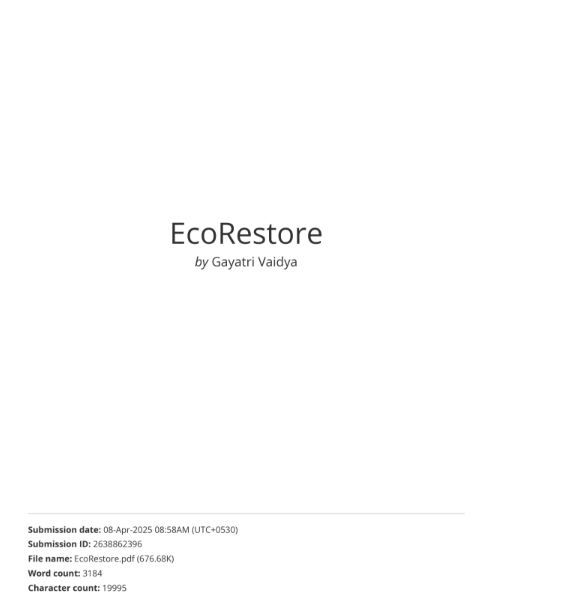 EcoRestore
by Gayatri Vaidya
Submission date: 08-Apr-2025 08:58AM (UTC+0530)
Submission ID: 2638862396
File name: EcoRestore.pdf (676.68K)
Word count: 3184
Character count: 19995